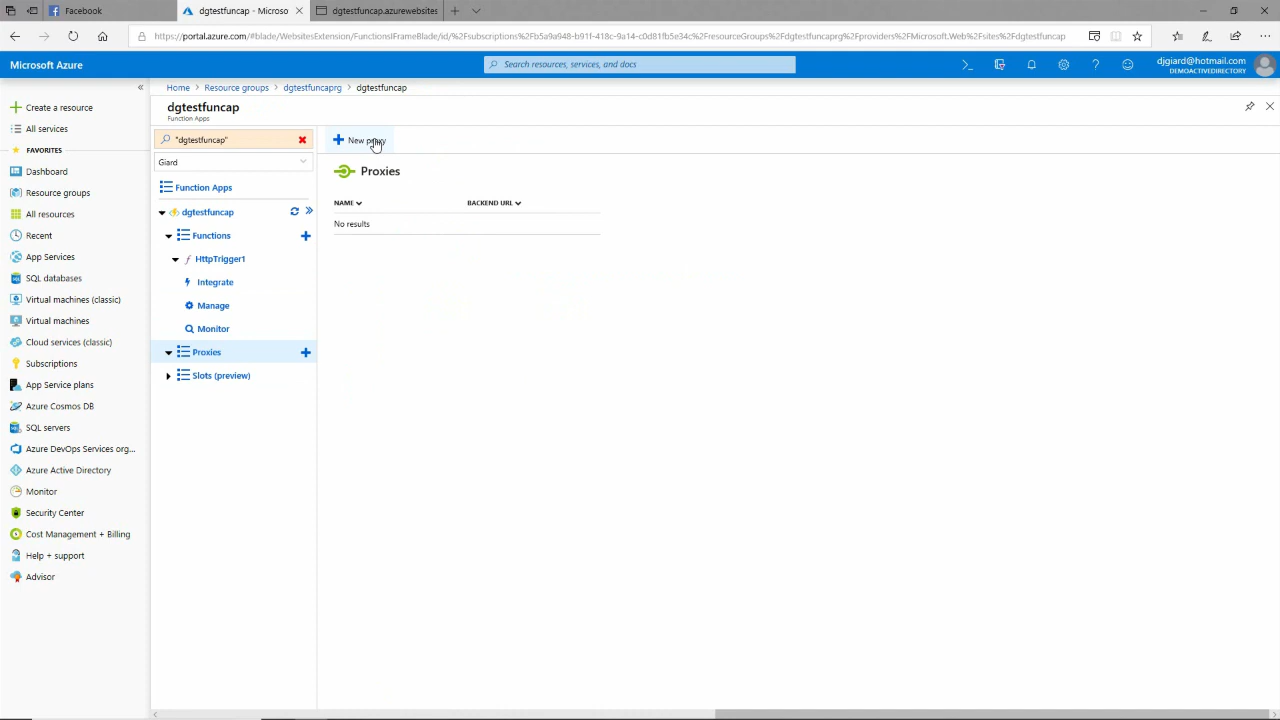 Facebook
dgtestfuncap - Microso
dgtestfuncap.azurewebsites
https://portal.azure.com/#blade/WebsitesExtension/FunctionsIFrameBlade/id/%2Fsubscriptions%2Fb5a9a948-b91f-418c-9a14-c0d81fb5e34c%2FresourceGroups%2Fdgtestfuncaprg%2Fproviders%2FMicrosoft.Web%2Fsites%2Fdgtestfuncap
Microsoft Azure
Search resources, services, and docs
djgiard@hotmail.com
DEMOACTIVEDIRECTORY
Home > Resource groups > dgtestfuncaprg > dgtestfuncap
dgtestfuncap
Function Apps
"dgtestfuncap"
Giard
Function Apps
dgtestfuncap
Functions
HttpTrigger1
Integrate
Manage
Monitor
Proxies
Slots (preview)
New proxy
Proxies
NAME
BACKEND URL
No results
Create a resource
All services
FAVORITES
Dashboard
Resource groups
All resources
Recent
App Services
SQL databases
Virtual machines (classic)
Virtual machines
Cloud services (classic)
Subscriptions
App Service plans
Azure Cosmos DB
SQL servers
Azure DevOps Services org...
Azure Active Directory
Monitor
Security Center
Cost Management + Billing
Help + support
Advisor